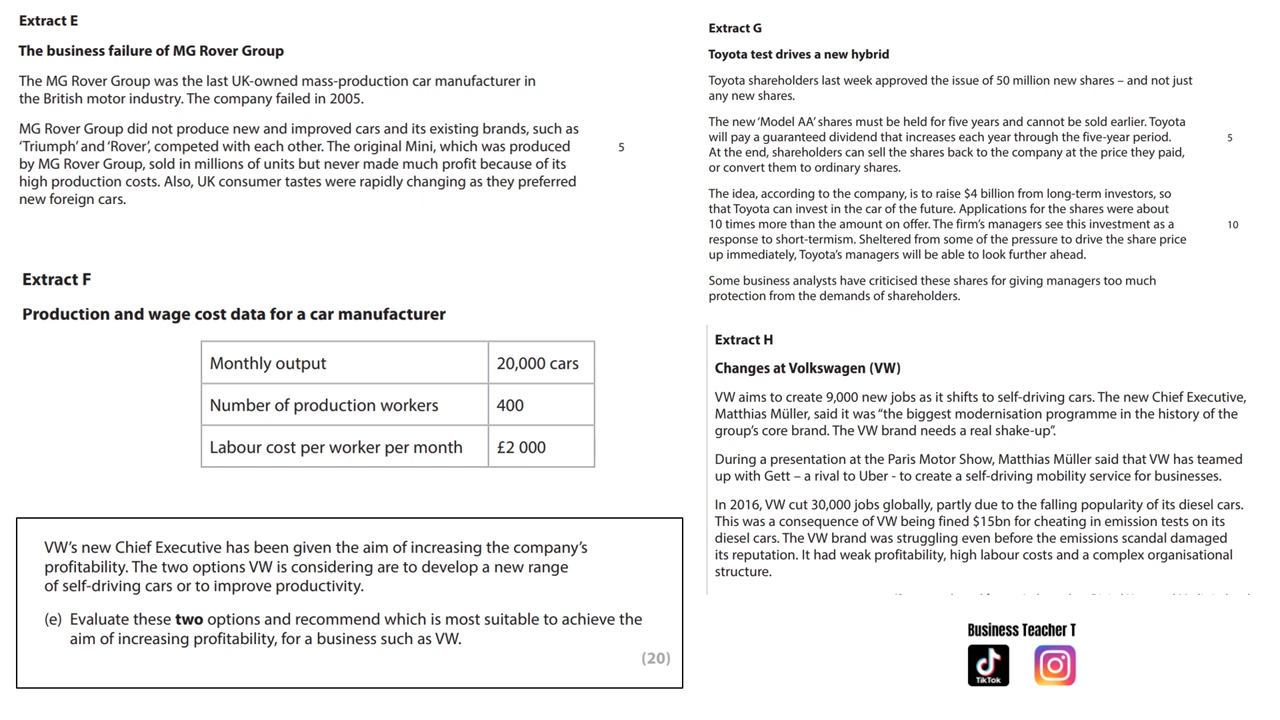 Extract E
The business failure of MG Rover Group
The MG Rover Group was the last UK-owned mass-production car manufacturer in
the British motor industry. The company failed in 2005.
MG Rover Group did not produce new and improved cars and its existing brands, such as
‘Triumph’ and ‘Rover’, competed with each other. The original Mini, which was produced 5
by MG Rover Group, sold in millions of units but never made much profit because of its
high production costs. Also, UK consumer tastes were rapidly changing as they preferred
new foreign cars.
Extract F
Production and wage cost data for a car manufacturer
Monthly output 20,000 cars
Number of production workers 400
Labour cost per worker per month £2 000
VW’s new Chief Executive has been given the aim of increasing the company’s
profitability. The two options VW is considering are to develop a new range
of self-driving cars or to improve productivity.
(e) Evaluate these two options and recommend which is most suitable to achieve the
aim of increasing profitability, for a business such as VW.
(20)
Extract G
Toyota test drives a new hybrid
Toyota shareholders last week approved the issue of 50 million new shares – and not just
any new shares.
The new ‘Model AA’ shares must be held for five years and cannot be sold earlier. Toyota
will pay a guaranteed dividend that increases each year through the five-year period. 5
At the end, shareholders can sell the shares back to the company at the price they paid,
or convert them to ordinary shares.
The idea, according to the company, is to raise $4 billion from long-term investors, so
that Toyota can invest in the car of the future. Applications for the shares were about
10 times more than the amount on offer. The firm’s managers see this investment as a 10
response to short-termism. Sheltered from some of the pressure to drive the share price
up immediately, Toyota’s managers will be able to look further ahead.
Some business analysts have criticised these shares for giving managers too much
protection from the demands of shareholders.
Extract H
Changes at Volkswagen (VW)
VW aims to create 9,000 new jobs as it shifts to self-driving cars. The new Chief Executive,
Matthias Müller, said it was “the biggest modernisation programme in the history of the
group’s core brand. The VW brand needs a real shake-up”.
During a presentation at the Paris Motor Show, Matthias Müller said that VW has teamed
up with Gett – a rival to Uber - to create a self-driving mobility service for businesses.
In 2016, VW cut 30,000 jobs globally, partly due to the falling popularity of its diesel cars.
This was a consequence of VW being fined $15bn for cheating in emission tests on its
diesel cars. The VW brand was struggling even before the emissions scandal damaged
its reputation. It had weak profitability, high labour costs and a complex organisational
structure.
Business Teacher T
TikTok